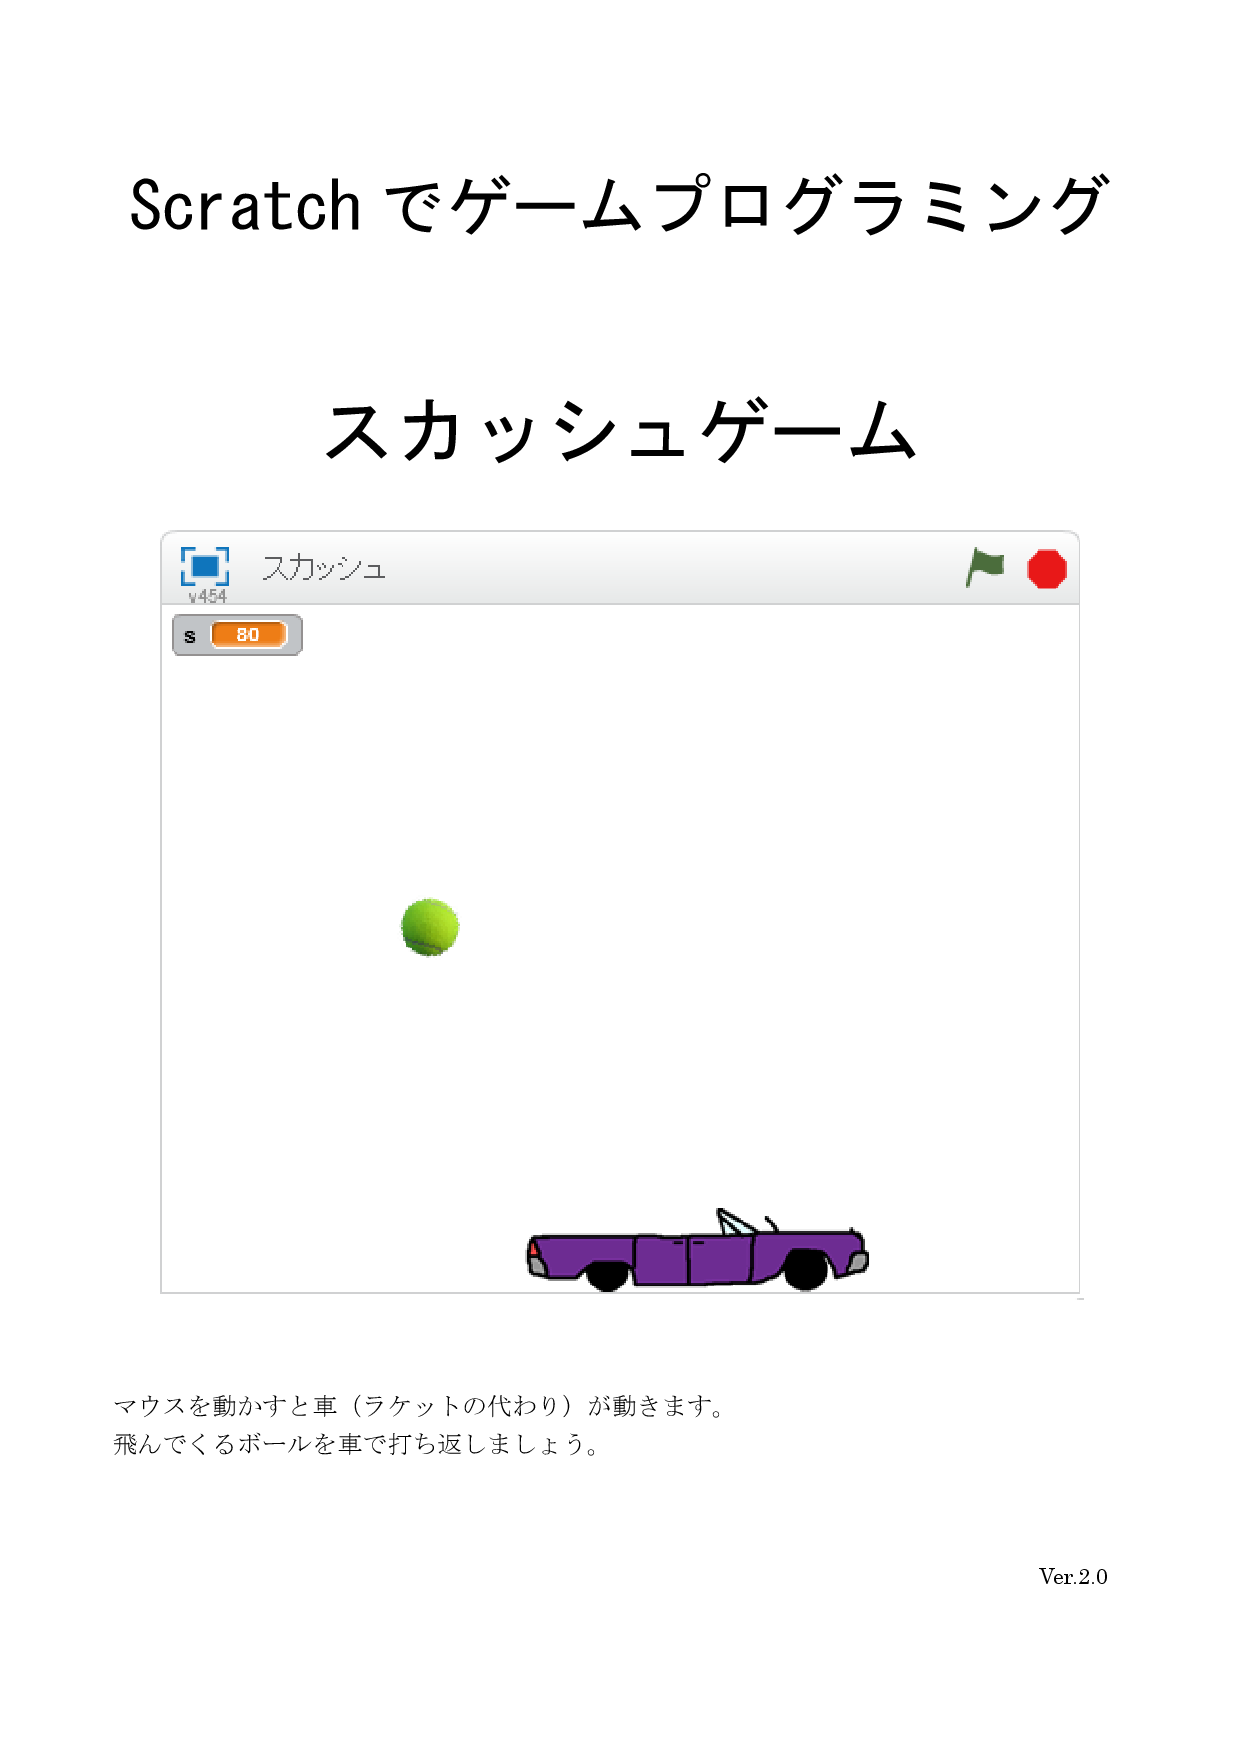 Scratch でゲームプログラミング
スカッシュゲーム
スカッシュ
v454
s 80
マウスを動かすと車（ラケットの代わり）が動きます。
飛んでくるボールを車で打ち返しましょう。
Ver.2.0